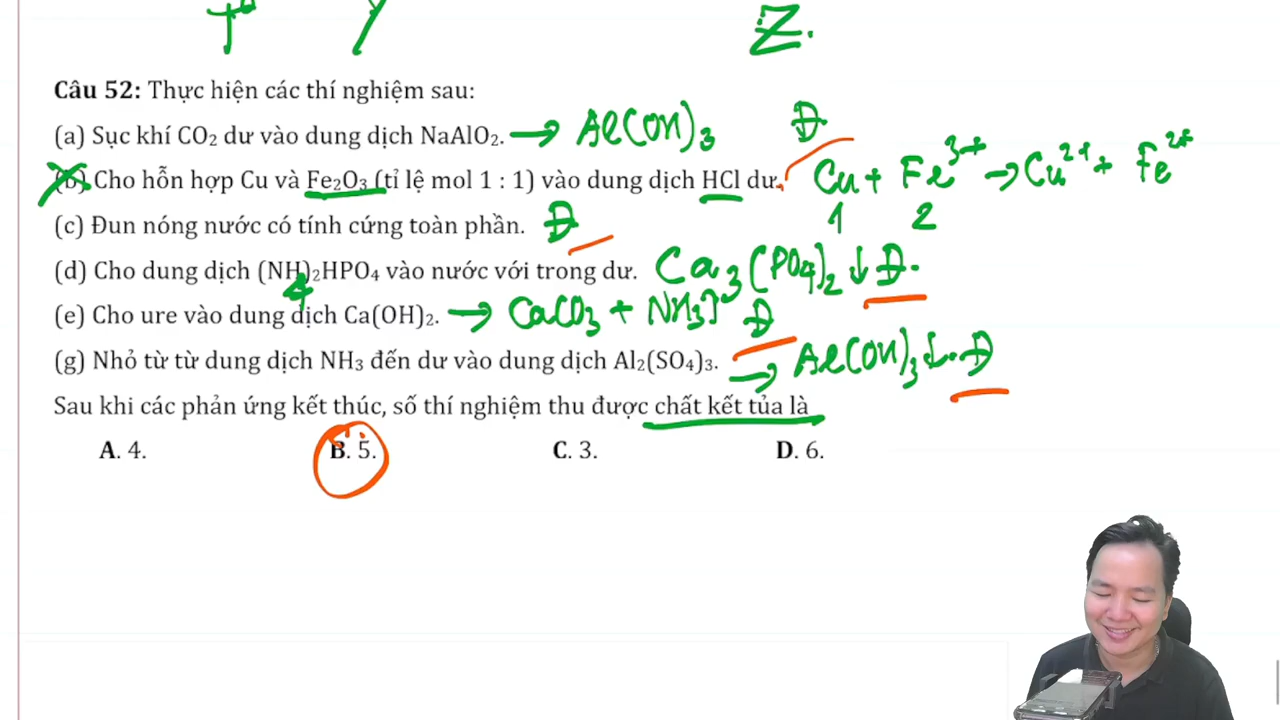 T Y Z.
Câu 52: Thực hiện các thí nghiệm sau:
(a) Sục khí CO₂ dư vào dung dịch NaAlO₂. → Al(OH)₃ Đ
(b) Cho hỗn hợp Cu và Fe₂O₃ (tỉ lệ mol 1 : 1) vào dung dịch HCl dư. Cu + Fe³⁺ → Cu²⁺ + Fe²⁺
1 2
(c) Đun nóng nước có tính cứng toàn phần. Đ
(d) Cho dung dịch (NH)₂HPO₄ vào nước vôi trong dư. Ca₃(PO₄)₂ ↓ Đ.
4
(e) Cho ure vào dung dịch Ca(OH)₂. → CaCO₃ + NH₃↑ Đ
(g) Nhỏ từ từ dung dịch NH₃ đến dư vào dung dịch Al₂(SO₄)₃. → Al(OH)₃↓. Đ
Sau khi các phản ứng kết thúc, số thí nghiệm thu được chất kết tủa là
A. 4. B. 5. C. 3. D. 6.